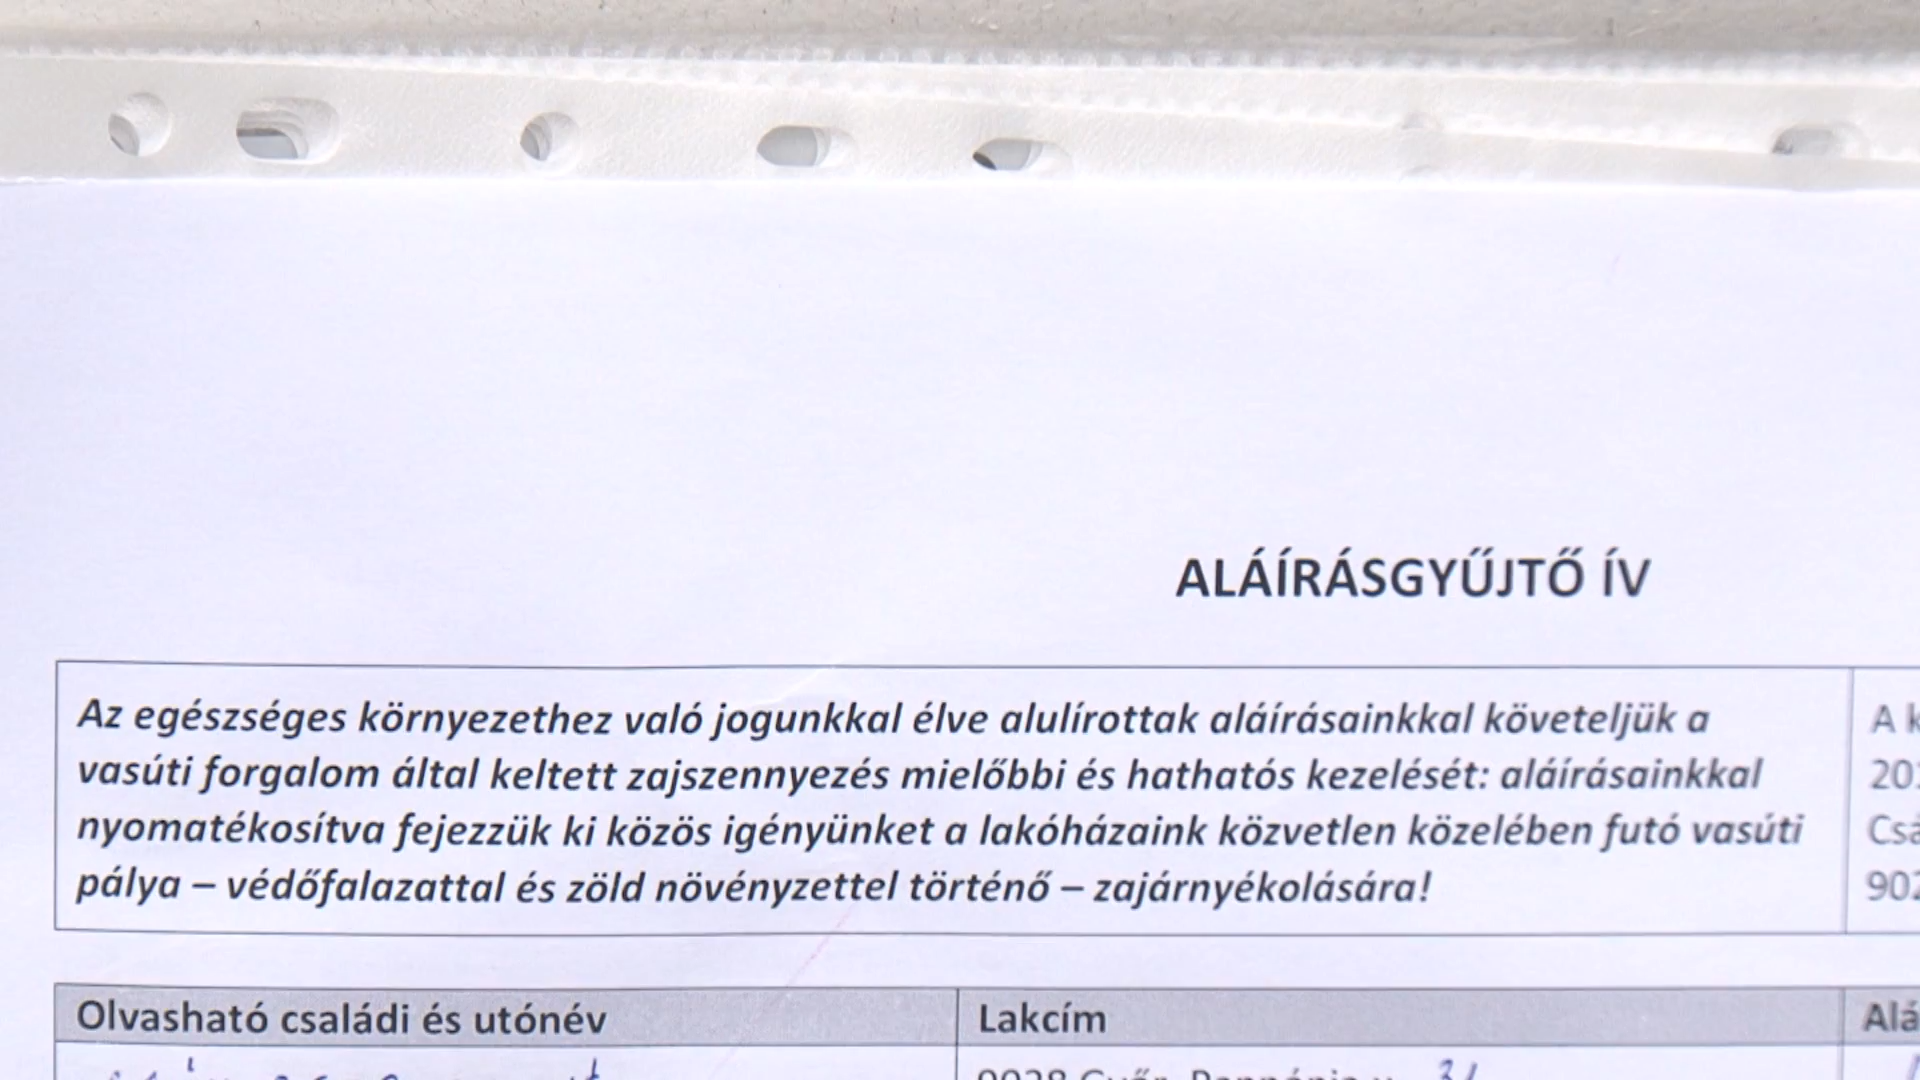 ALÁÍRÁSGYŰJTŐ ÍV
Az egészséges környezethez való jogunkkal élve alulírottak aláírásainkkal követeljük a
vasúti forgalom által keltett zajszennyezés mielőbbi és hathatós kezelését: aláírásainkkal
nyomatékosítva fejezzük ki közös igényünket a lakóházaink közvetlen közelében futó vasúti
pálya – védőfalazattal és zöld növényzettel történő – zajárnyékolására!
A
Olvasható családi és utónév
Lakcím